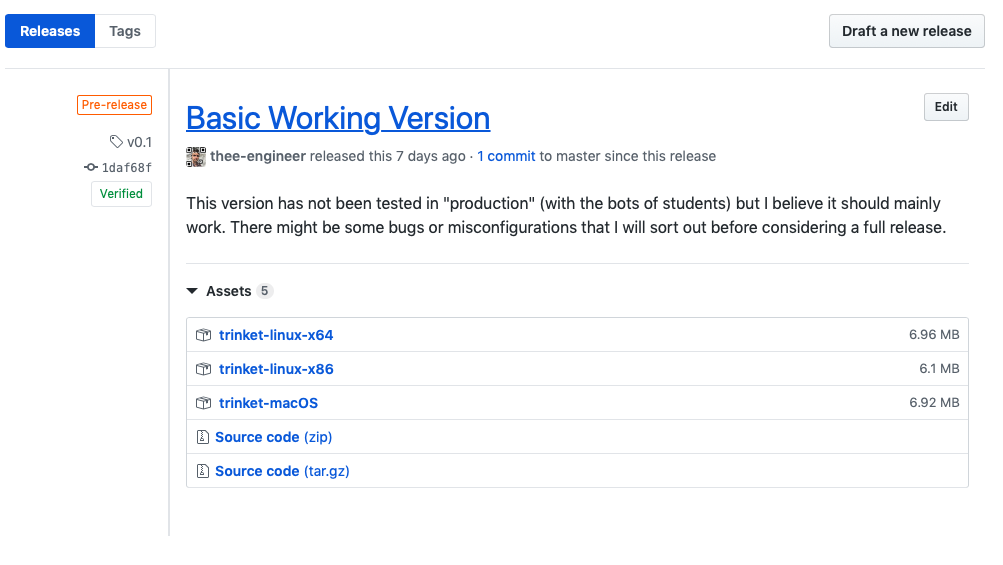 Releases Tags Draft a new release
Pre-release
v0.1
1daf68f
Verified
Basic Working Version Edit
thee-engineer released this 7 days ago · 1 commit to master since this release
This version has not been tested in "production" (with the bots of students) but I believe it should mainly
work. There might be some bugs or misconfigurations that I will sort out before considering a full release.
Assets 5
trinket-linux-x64 6.96 MB
trinket-linux-x86 6.1 MB
trinket-macOS 6.92 MB
Source code (zip)
Source code (tar.gz)